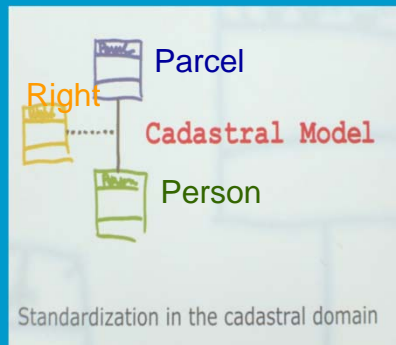 Parcel
Right
Cadastral Model
Person
Standardization in the cadastral domain